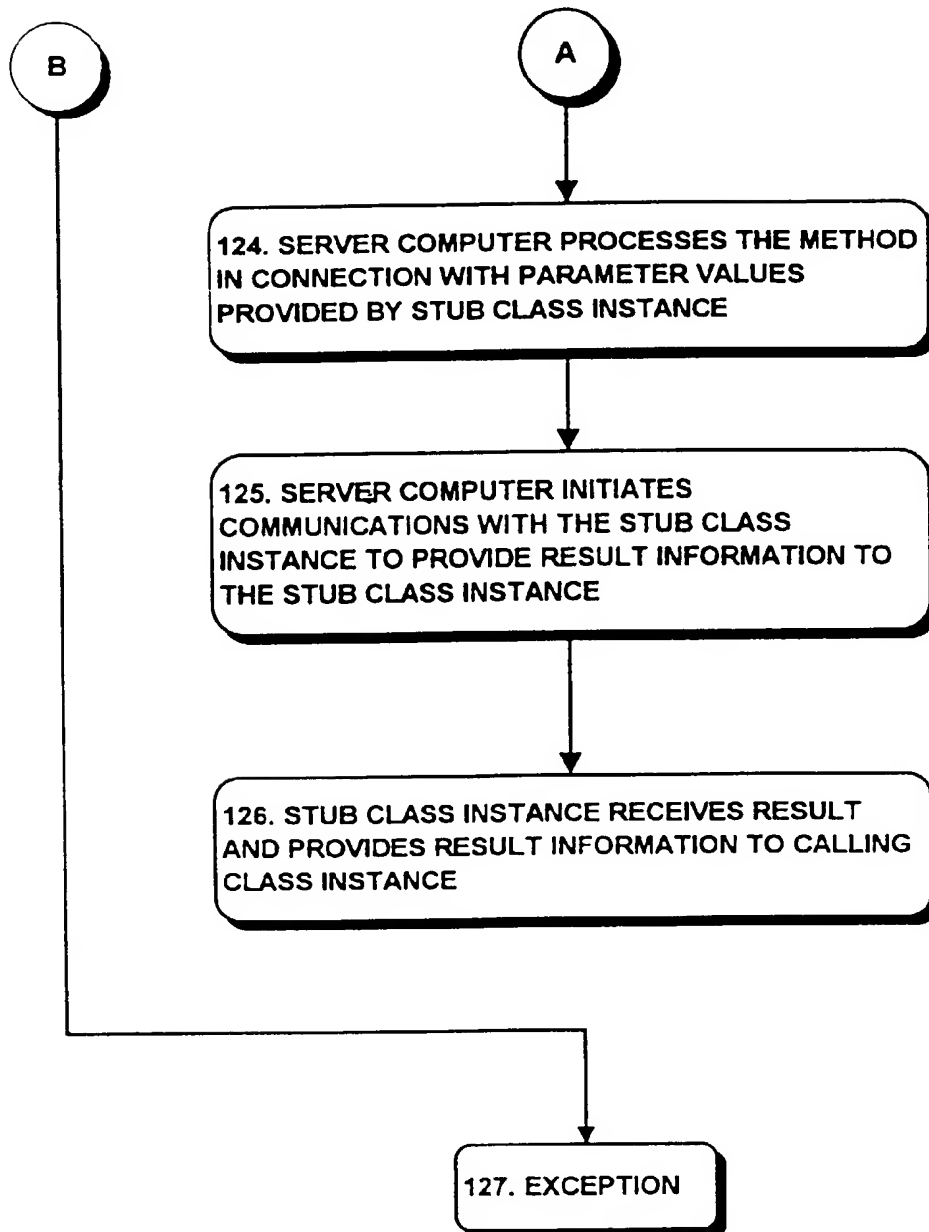 B
A
124. SERVER COMPUTER PROCESSES THE METHOD
IN CONNECTION WITH PARAMETER VALUES
PROVIDED BY STUB CLASS INSTANCE
125. SERVER COMPUTER INITIATES
COMMUNICATIONS WITH THE STUB CLASS
INSTANCE TO PROVIDE RESULT INFORMATION TO
THE STUB CLASS INSTANCE
126. STUB CLASS INSTANCE RECEIVES RESULT
AND PROVIDES RESULT INFORMATION TO CALLING
CLASS INSTANCE
127. EXCEPTION